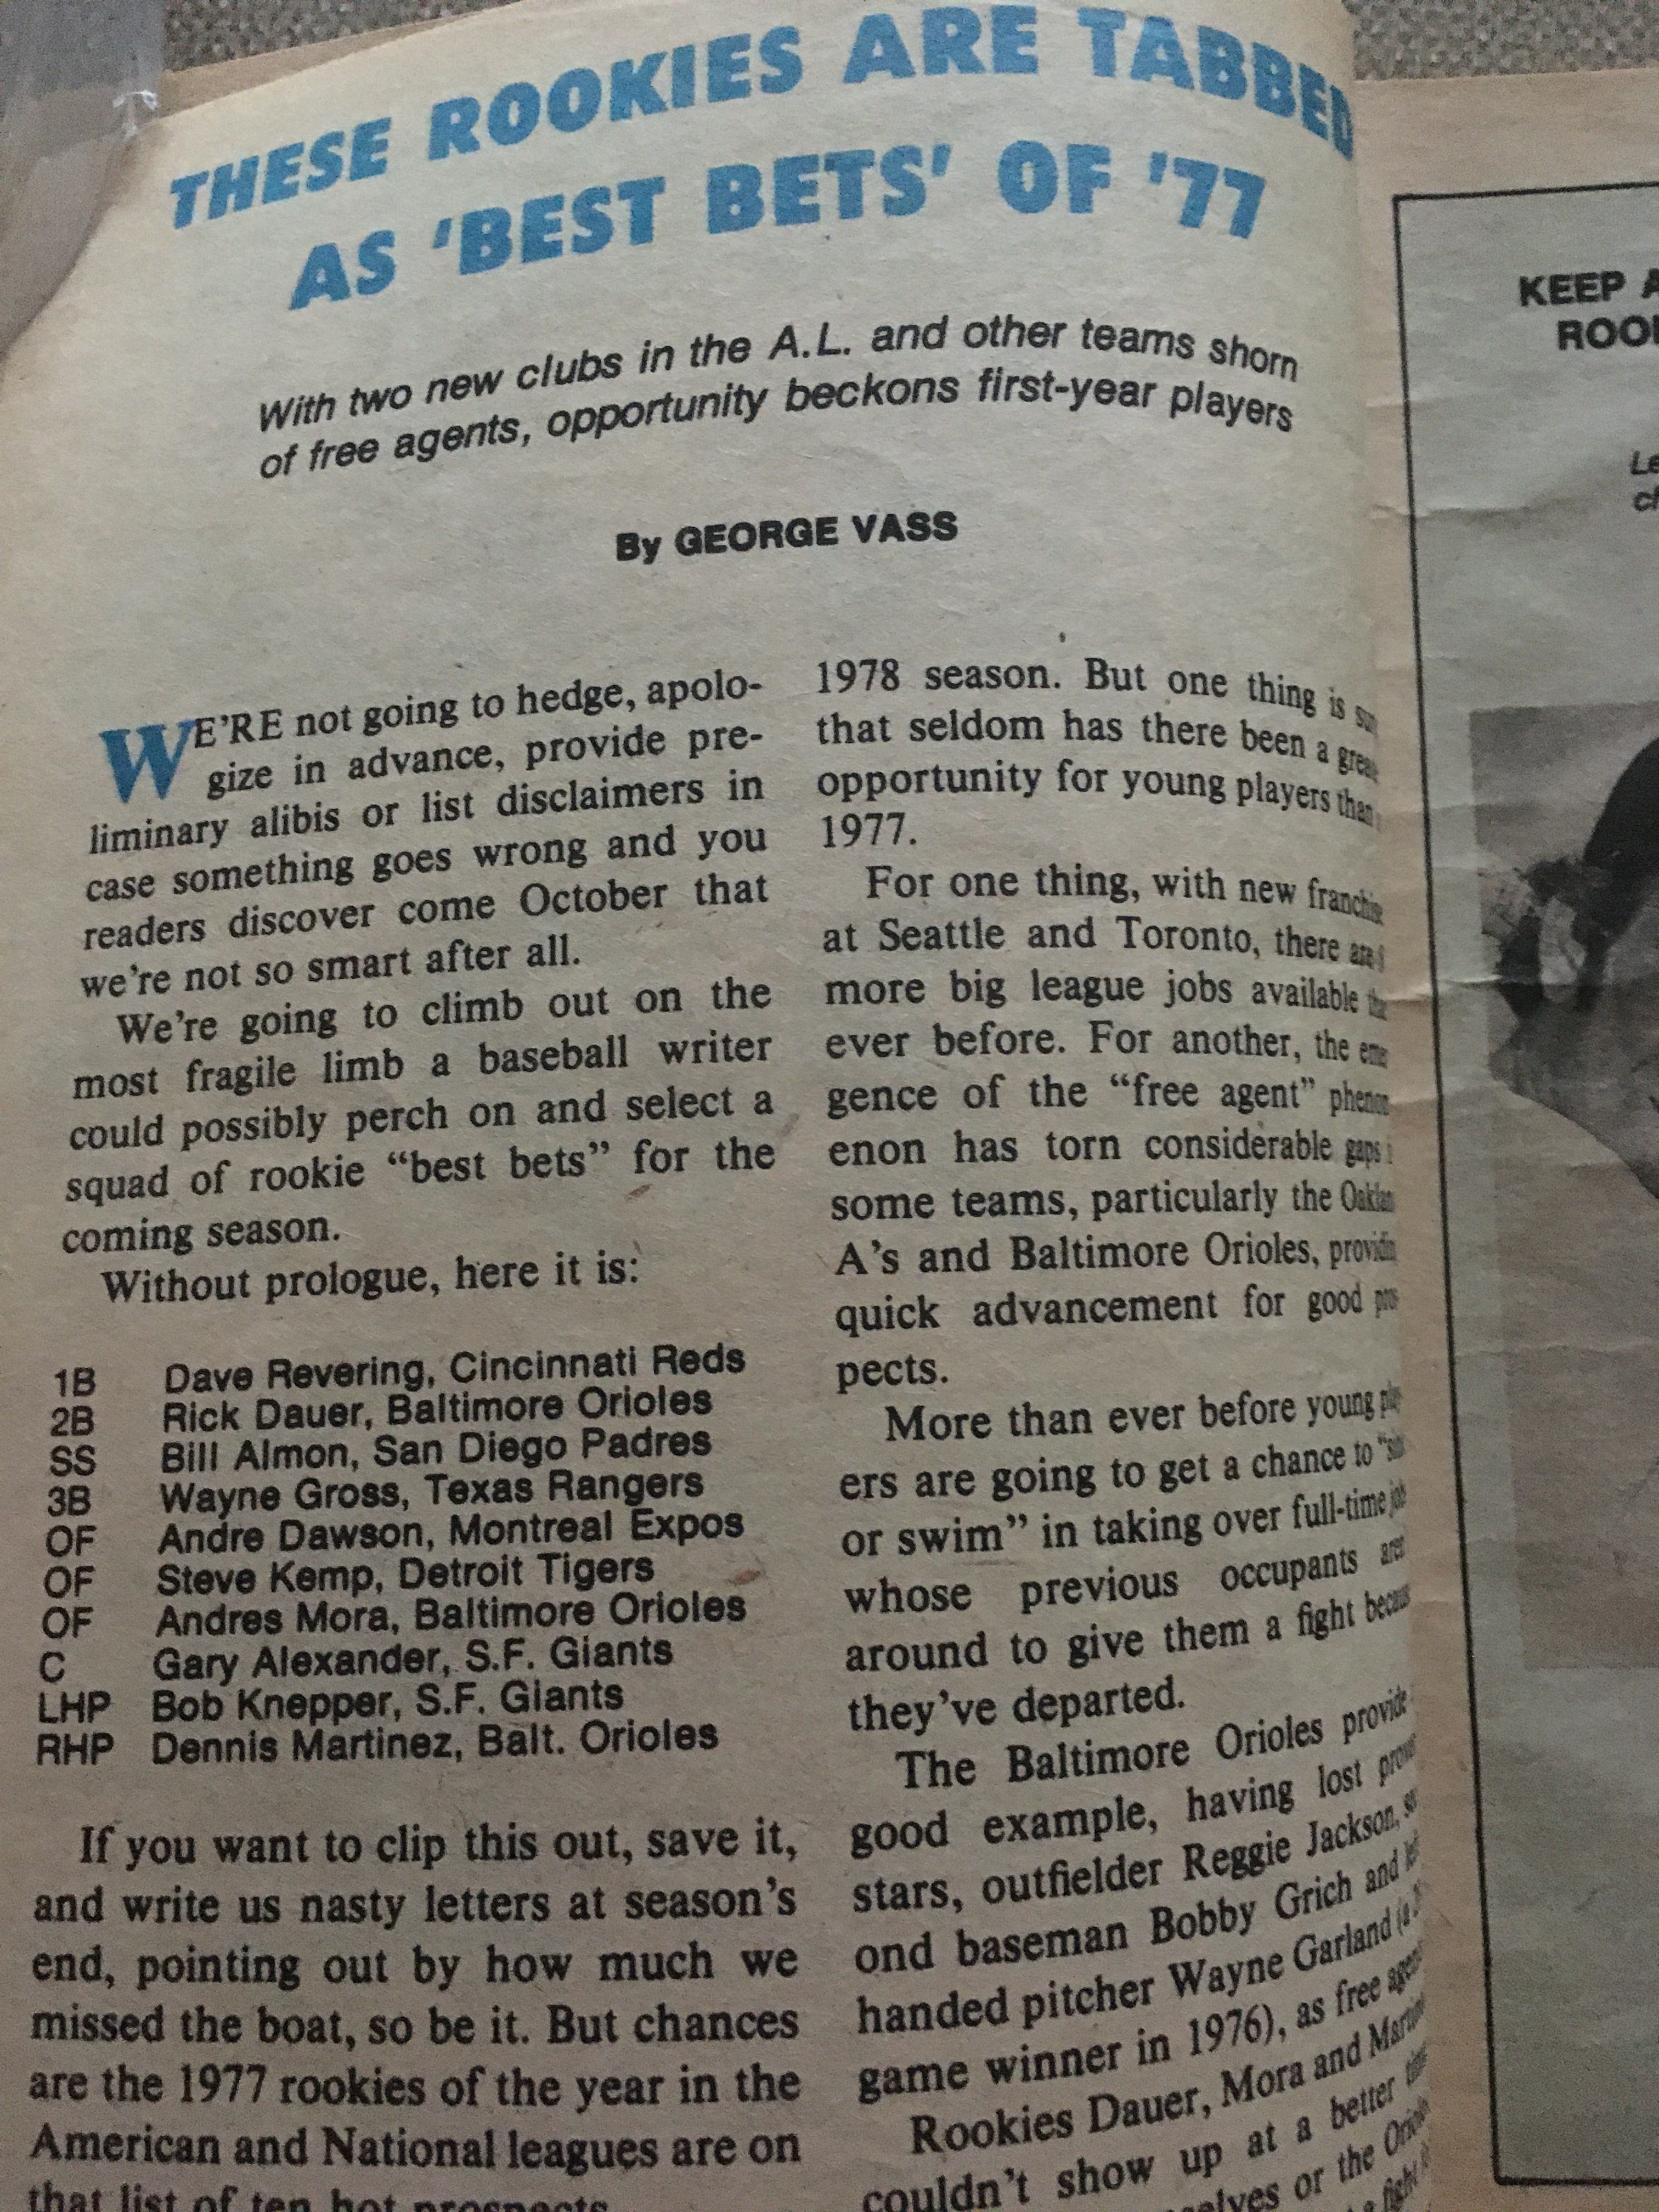 THESE ROOKIES ARE TABBED
AS 'BEST BETS' OF '77
With two new clubs in the A.L. and other teams shorn
of free agents, opportunity beckons first-year players
By GEORGE VASS
WE'RE not going to hedge, apolo-
gize in advance, provide pre-
liminary alibis or list disclaimers in
case something goes wrong and you
readers discover come October that
we're not so smart after all.
We're going to climb out on the
most fragile limb a baseball writer
could possibly perch on and select a
squad of rookie “best bets” for the
coming season.
Without prologue, here it is:
1B Dave Revering, Cincinnati Reds
2B Rick Dauer, Baltimore Orioles
SS Bill Almon, San Diego Padres
3B Wayne Gross, Texas Rangers
OF Andre Dawson, Montreal Expos
OF Steve Kemp, Detroit Tigers
OF Andres Mora, Baltimore Orioles
C Gary Alexander, S.F. Giants
LHP Bob Knepper, S.F. Giants
RHP Dennis Martinez, Balt. Orioles
If you want to clip this out, save it,
and write us nasty letters at season's
end, pointing out by how much we
missed the boat, so be it. But chances
are the 1977 rookies of the year in the
American and National leagues are on
that list of ten hot prospects
1978 season. But one thing is
that seldom has there been a
opportunity for young players than
1977.
For one thing, with new
at Seattle and Toronto, there are
more big league jobs available
ever before. For another, the
gence of the “free agent”
enon has torn considerable gaps
some teams, particularly the
A's and Baltimore Orioles,
quick advancement for good
pects.
More than ever before young
ers are going to get a chance to
or swim” in taking over full-time
whose previous occupants
around to give them a fight
they've departed.
The Baltimore Orioles provide
good example, having lost
stars, outfielder Reggie Jackson,
ond baseman Bobby Grich and
handed pitcher Wayne Garland
game winner in 1976), as free
Rookies Dauer, Mora and
couldn't show up at a better
or the
KEEP